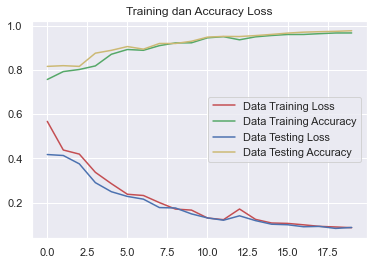 Training dan Accuracy Loss
1.0
0.8
0.6
0.4
0.2
Data Training Loss
Data Training Accuracy
Data Testing Loss
Data Testing Accuracy
0.0 2.5 5.0 7.5 10.0 12.5 15.0 17.5